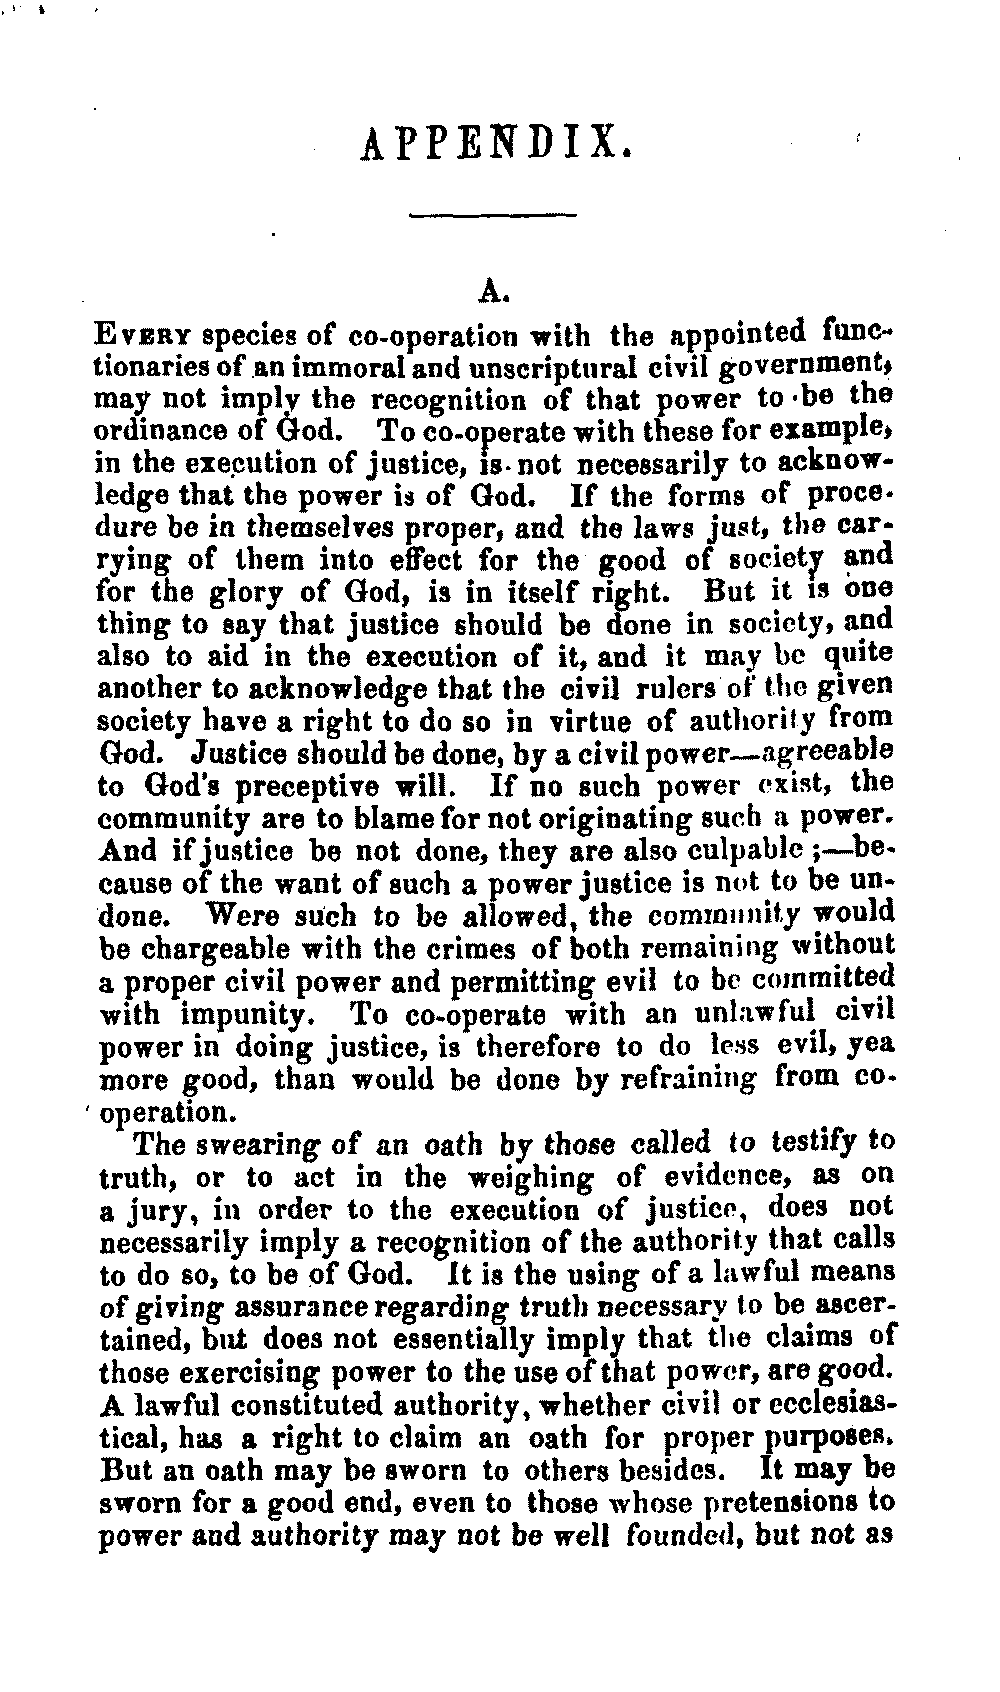 APPENDIX.
A.
EVERY species of co-operation with the appointed func-
tionaries of an immoral and unscriptural civil government,
may not imply the recognition of that power to be the
ordinance of God. To co-operate with these for example,
in the execution of justice, is not necessarily to acknow-
ledge that the power is of God. If the forms of proce-
dure be in themselves proper, and the laws just, the car-
rying of them into effect for the good of society and
for the glory of God, is in itself right. But it is one
thing to say that justice should be done in society, and
also to aid in the execution of it, and it may be quite
another to acknowledge that the civil rulers of the given
society have a right to do so in virtue of authority from
God. Justice should be done, by a civil power—agreeable
to God's preceptive will. If no such power exist, the
community are to blame for not originating such a power.
And if justice be not done, they are also culpable ;—be-
cause of the want of such a power justice is not to be un-
done. Were such to be allowed, the community would
be chargeable with the crimes of both remaining without
a proper civil power and permitting evil to be committed
with impunity. To co-operate with an unlawful civil
power in doing justice, is therefore to do less evil, yea
more good, than would be done by refraining from co-
operation.
The swearing of an oath by those called to testify to
truth, or to act in the weighing of evidence, as on
a jury, in order to the execution of justice, does not
necessarily imply a recognition of the authority that calls
to do so, to be of God. It is the using of a lawful means
of giving assurance regarding truth necessary to be ascer-
tained, but does not essentially imply that the claims of
those exercising power to the use of that power, are good.
A lawful constituted authority, whether civil or ecclesias-
tical, has a right to claim an oath for proper purposes.
But an oath may be sworn to others besides. It may be
sworn for a good end, even to those whose pretensions to
power and authority may not be well founded, but not as